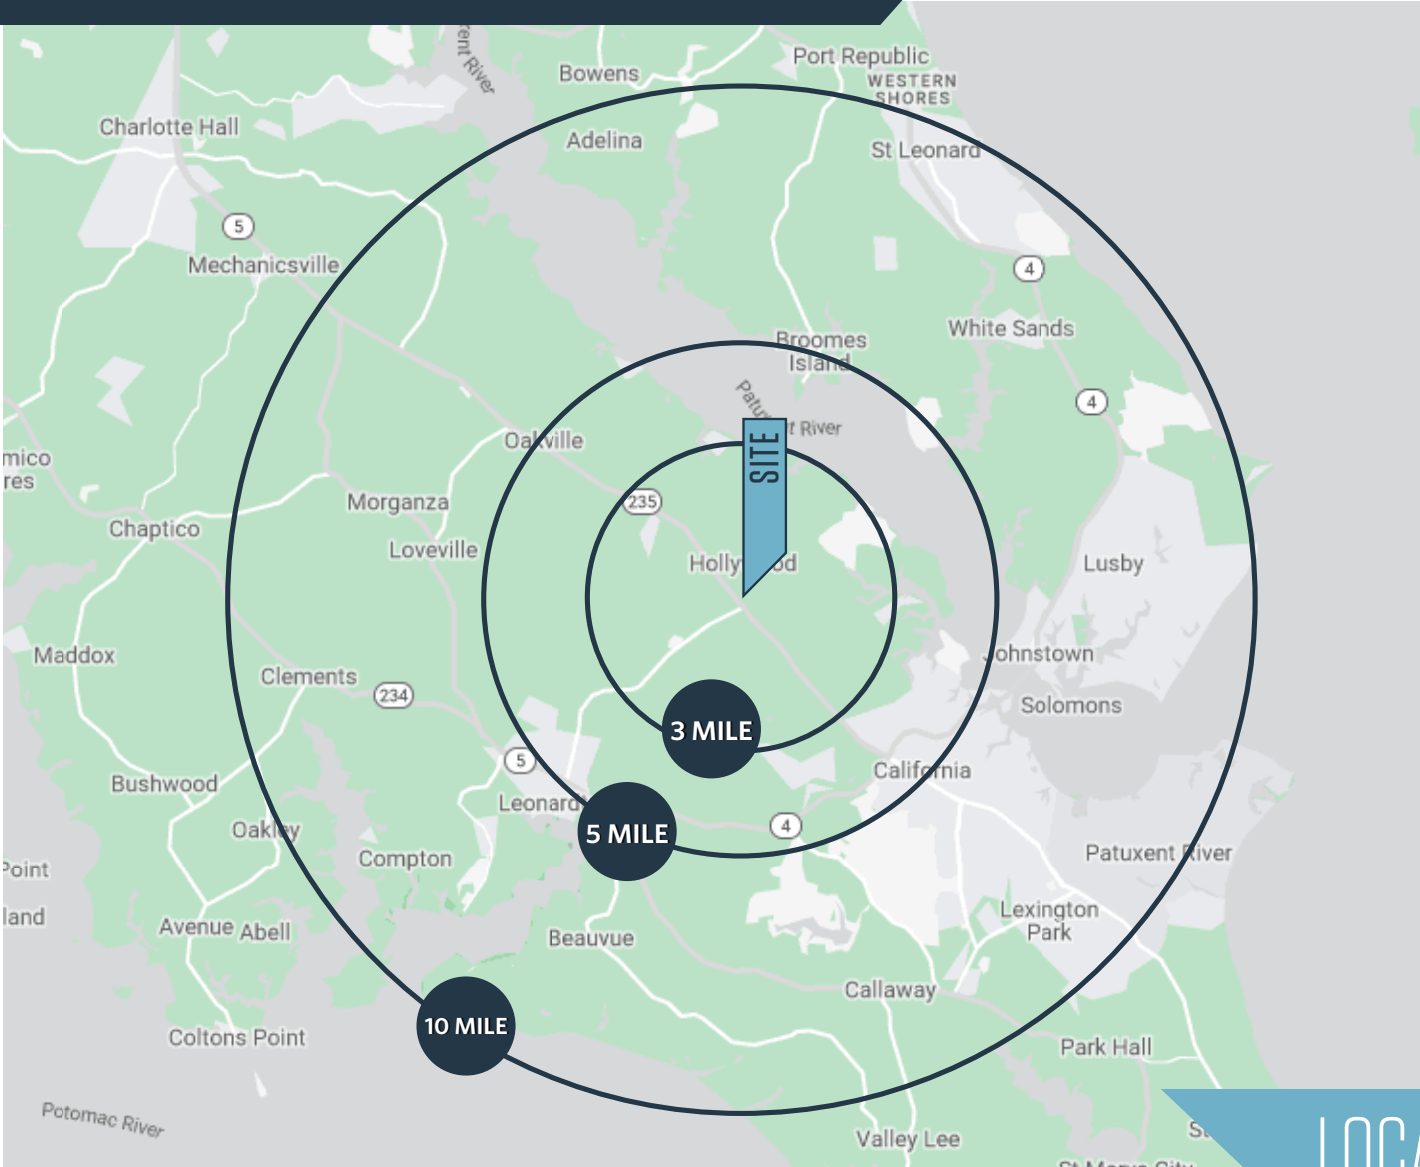 Port Republic
Bowens
WESTERN
SHORES
Charlotte Hall
Adelina
St Leonard
5
Mechanicsville
4
White Sands
Broomes
Island
4
SITE
River
Oakville
235
Morganza
Chaptico
Loveville
Lusby
Maddox
Johnstown
Clements
234
Solomons
3 MILE
5
California
Bushwood
Leonard
4
5 MILE
Oakley
Compton
Patuxent River
Point
Lexington
Park
Avenue
Abell
Beauvue
Callaway
10 MILE
Coltons Point
Park Hall
Potomac River
Valley Lee